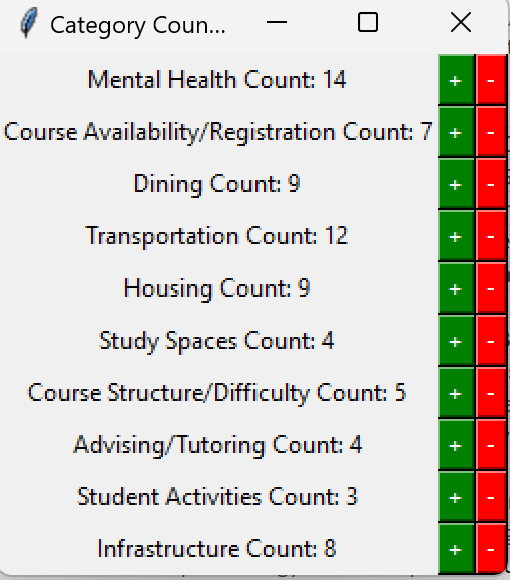 Category Coun...
Mental Health Count: 14 + -
Course Availability/Registration Count: 7 + -
Dining Count: 9 + -
Transportation Count: 12 + -
Housing Count: 9 + -
Study Spaces Count: 4 + -
Course Structure/Difficulty Count: 5 + -
Advising/Tutoring Count: 4 + -
Student Activities Count: 3 + -
Infrastructure Count: 8 + -